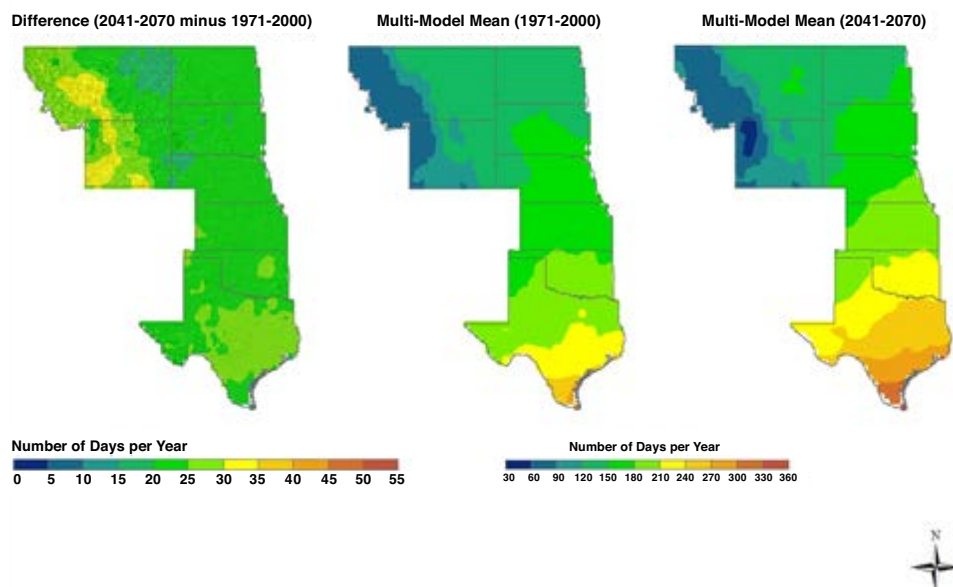 Difference (2041-2070 minus 1971-2000)
Multi-Model Mean (1971-2000)
Multi-Model Mean (2041-2070)
Number of Days per Year
0 5 10 15 20 25 30 35 40 45 50 55
Number of Days per Year
30 60 90 120 150 180 210 240 270 300 330 360
N